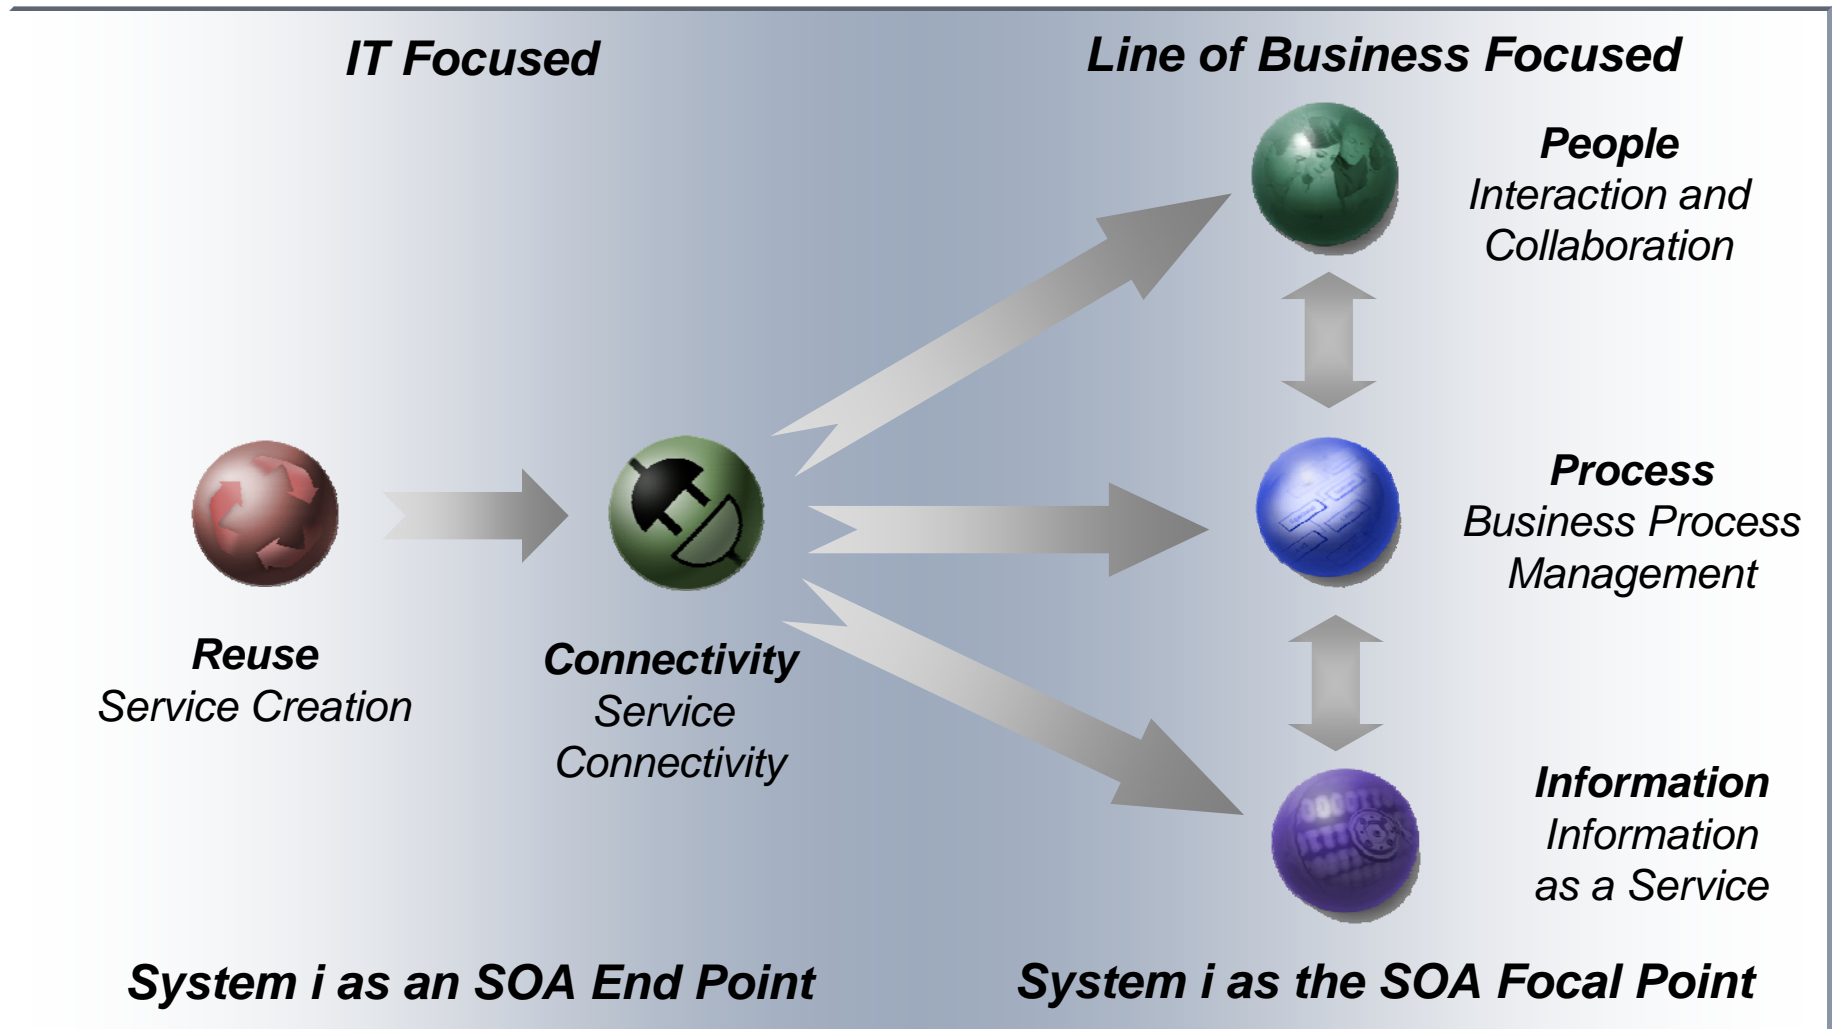 IT Focused
Line of Business Focused
People
Interaction and
Collaboration
Process
Business Process
Management
Reuse
Service Creation
Connectivity
Service
Connectivity
Information
Information
as a Service
System i as an SOA End Point
System i as the SOA Focal Point